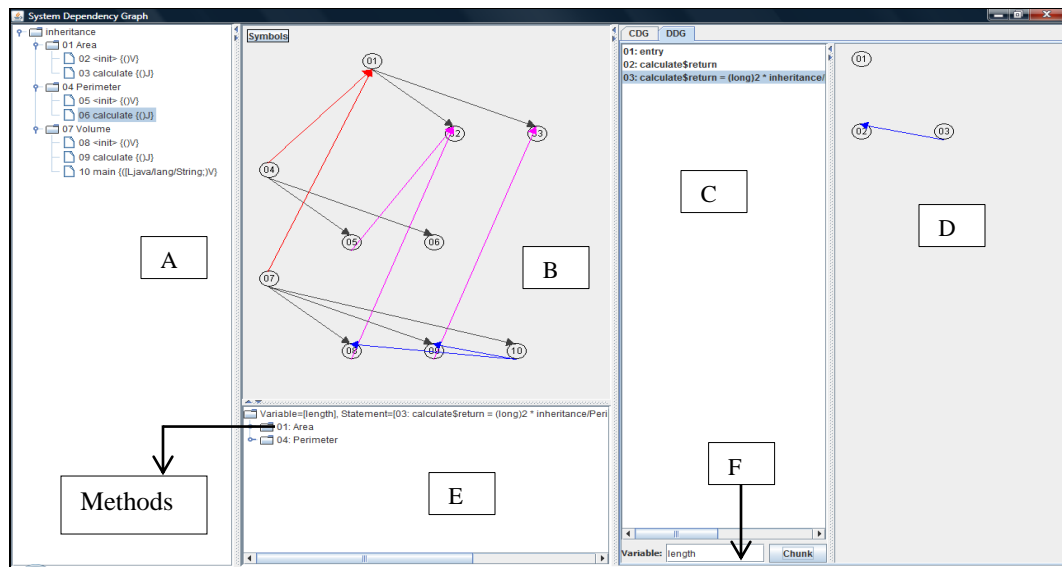 System Dependency Graph
inheritance
01 Area
02 <init> {()V}
03 calculate {()J}
04 Perimeter
05 <init> {()V}
06 calculate {()J}
07 Volume
08 <init> {()V}
09 calculate {()J}
10 main {([Ljava/lang/String;)V}
A
Methods
Symbols
01
02
03
04
05
06
07
08
09
10
B
Variable=[length], Statement=[03: calculate$return = (long)2 * inheritance/Peri
01: Area
04: Perimeter
E
CDG DDG
01: entry
02: calculate$return
03: calculate$return = (long)2 * inheritance/
C
F
Variable: length Chunk
01
02 03
D